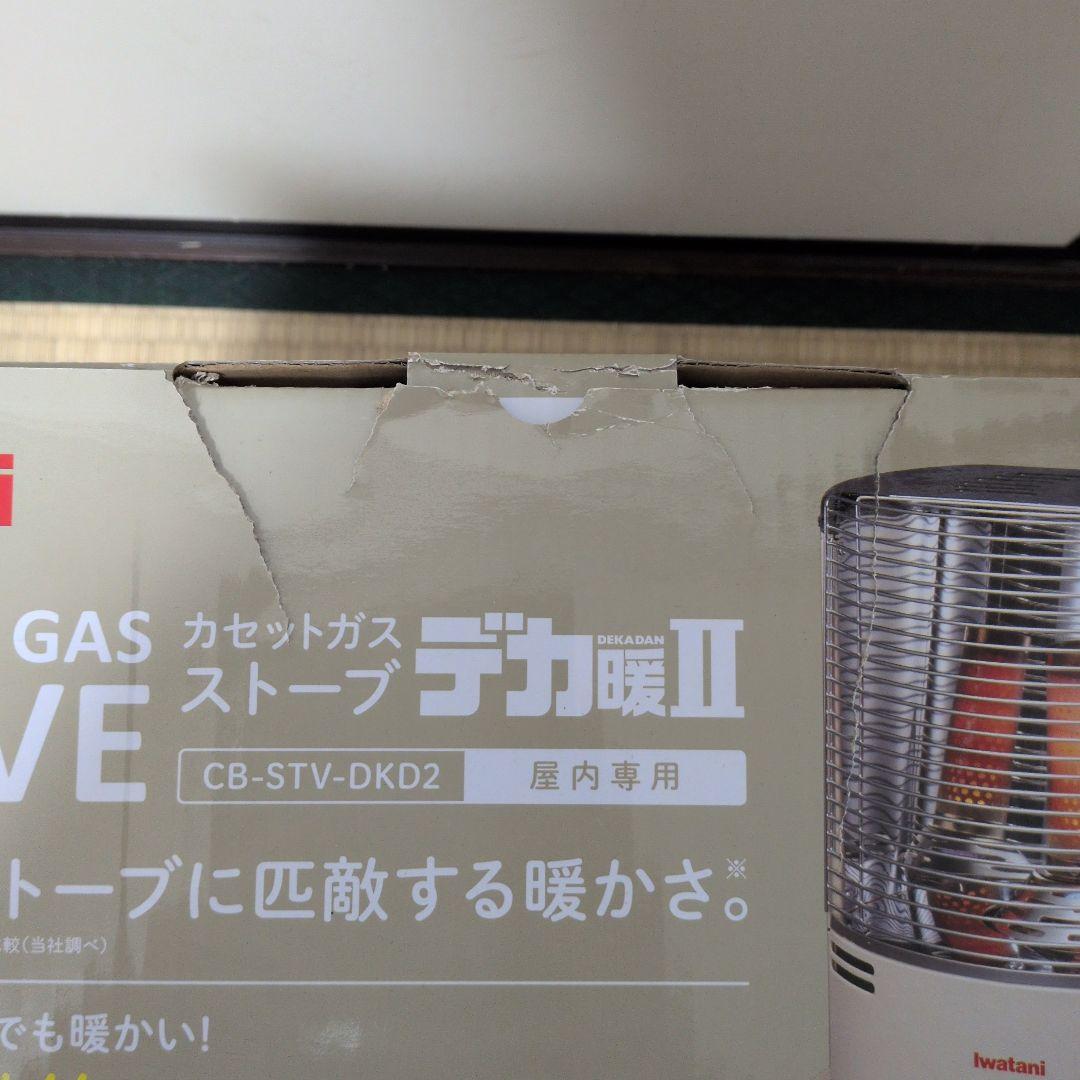 i
GAS
VE
カセットガス
ストーブ
DEKADAN
デカ暖II
CB-STV-DKD2
屋内専用
トーブに匹敵する暖かさ。※
較(当社調べ)
でも暖かい!
Iwatani